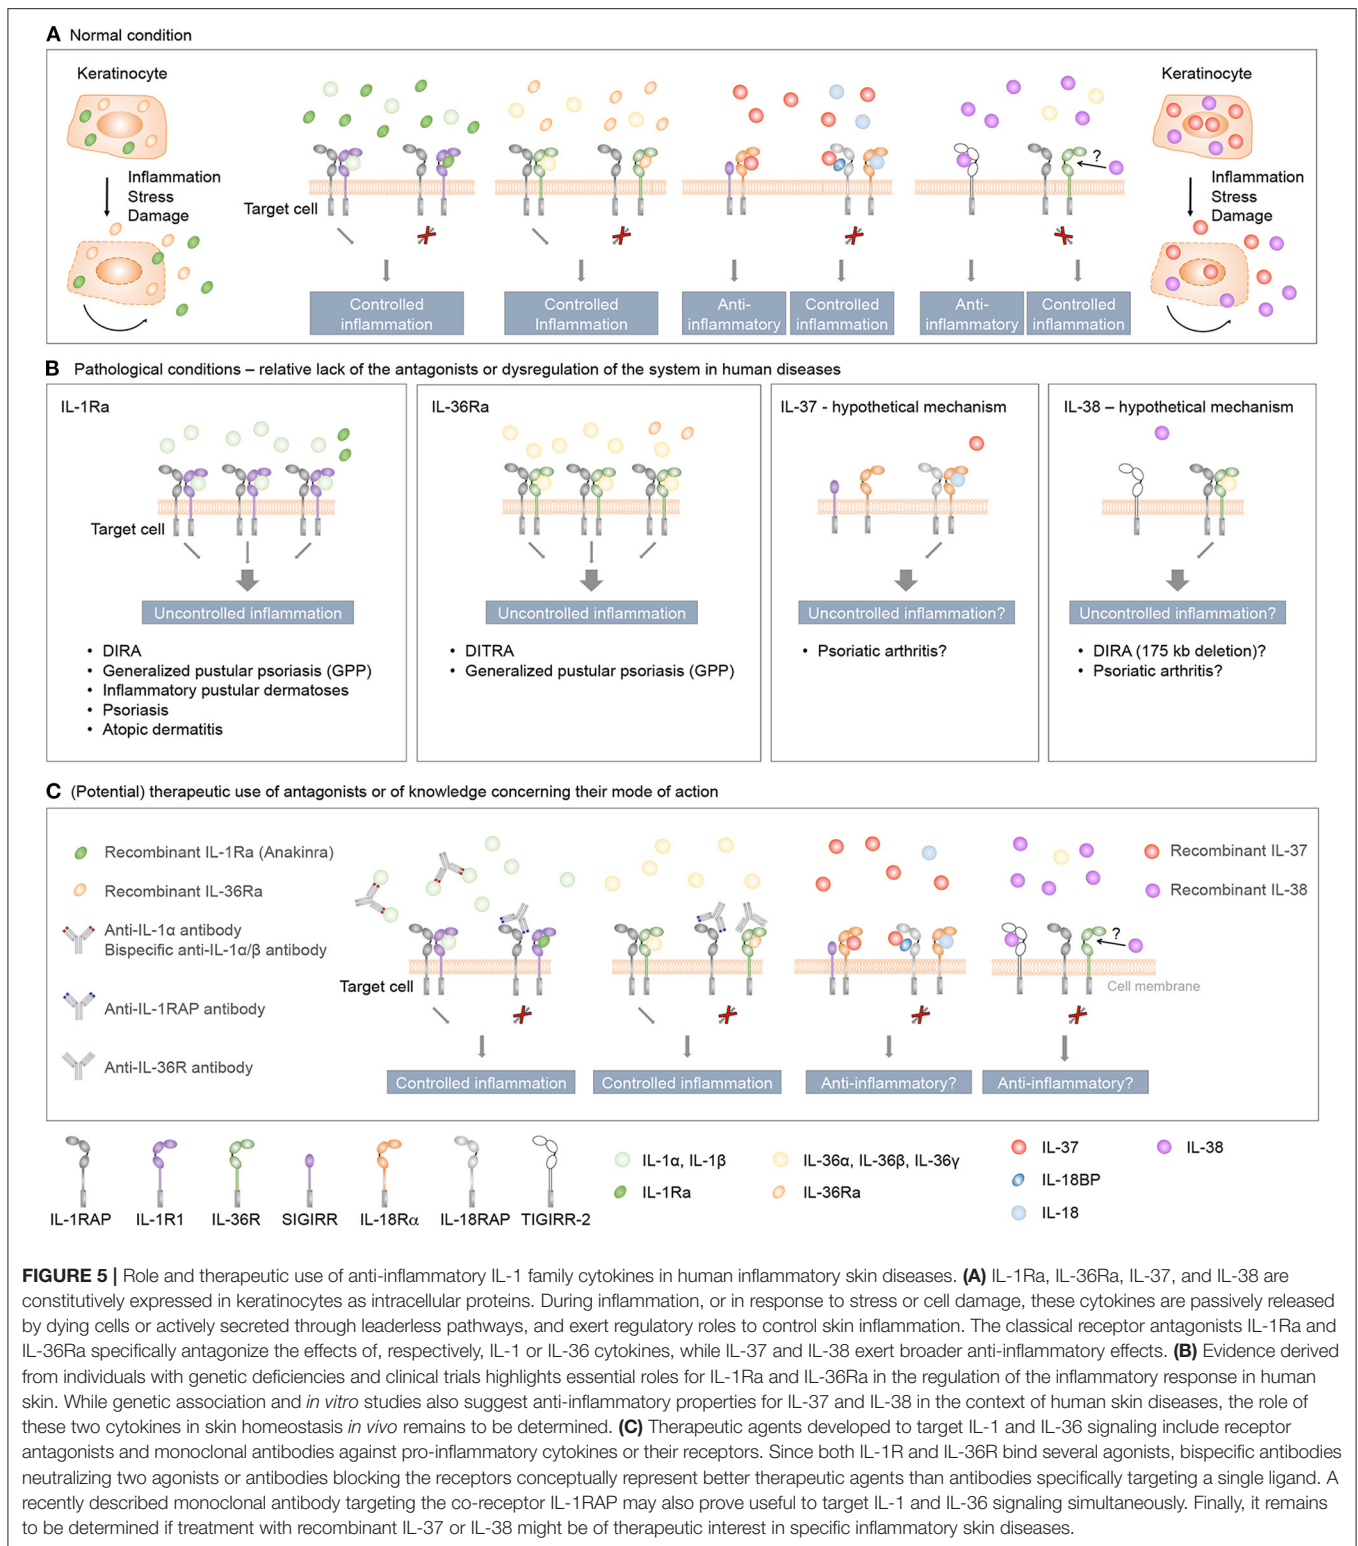 A Normal condition
Keratinocyte
Inflammation
Stress
Damage
Target cell
Controlled
inflammation
Controlled
Inflammation
Anti-
inflammatory
Controlled
inflammation
Anti-
inflammatory
Controlled
inflammation
?
Keratinocyte
Inflammation
Stress
Damage
B Pathological conditions – relative lack of the antagonists or dysregulation of the system in human diseases
IL-1Ra
Target cell
Uncontrolled inflammation
• DIRA
• Generalized pustular psoriasis (GPP)
• Inflammatory pustular dermatoses
• Psoriasis
• Atopic dermatitis
IL-36Ra
Uncontrolled inflammation
• DITRA
• Generalized pustular psoriasis (GPP)
IL-37 - hypothetical mechanism
Uncontrolled inflammation?
• Psoriatic arthritis?
IL-38 – hypothetical mechanism
Uncontrolled inflammation?
• DIRA (175 kb deletion)?
• Psoriatic arthritis?
C (Potential) therapeutic use of antagonists or of knowledge concerning their mode of action
Recombinant IL-1Ra (Anakinra)
Recombinant IL-36Ra
Anti-IL-1α antibody
Bispecific anti-IL-1α/β antibody
Anti-IL-1RAP antibody
Anti-IL-36R antibody
Target cell
Controlled inflammation
Controlled inflammation
Anti-inflammatory?
Anti-inflammatory?
?
Cell membrane
Recombinant IL-37
Recombinant IL-38
IL-1RAP
IL-1R1
IL-36R
SIGIRR
IL-18Rα
IL-18RAP
TIGIRR-2
IL-1α, IL-1β
IL-1Ra
IL-36α, IL-36β, IL-36γ
IL-36Ra
IL-37
IL-18BP
IL-18
IL-38
FIGURE 5 | Role and therapeutic use of anti-inflammatory IL-1 family cytokines in human inflammatory skin diseases. (A) IL-1Ra, IL-36Ra, IL-37, and IL-38 are
constitutively expressed in keratinocytes as intracellular proteins. During inflammation, or in response to stress or cell damage, these cytokines are passively released
by dying cells or actively secreted through leaderless pathways, and exert regulatory roles to control skin inflammation. The classical receptor antagonists IL-1Ra and
IL-36Ra specifically antagonize the effects of, respectively, IL-1 or IL-36 cytokines, while IL-37 and IL-38 exert broader anti-inflammatory effects. (B) Evidence derived
from individuals with genetic deficiencies and clinical trials highlights essential roles for IL-1Ra and IL-36Ra in the regulation of the inflammatory response in human
skin. While genetic association and in vitro studies also suggest anti-inflammatory properties for IL-37 and IL-38 in the context of human skin diseases, the role of
these two cytokines in skin homeostasis in vivo remains to be determined. (C) Therapeutic agents developed to target IL-1 and IL-36 signaling include receptor
antagonists and monoclonal antibodies against pro-inflammatory cytokines or their receptors. Since both IL-1R and IL-36R bind several agonists, bispecific antibodies
neutralizing two agonists or antibodies blocking the receptors conceptually represent better therapeutic agents than antibodies specifically targeting a single ligand. A
recently described monoclonal antibody targeting the co-receptor IL-1RAP may also prove useful to target IL-1 and IL-36 signaling simultaneously. Finally, it remains
to be determined if treatment with recombinant IL-37 or IL-38 might be of therapeutic interest in specific inflammatory skin diseases.